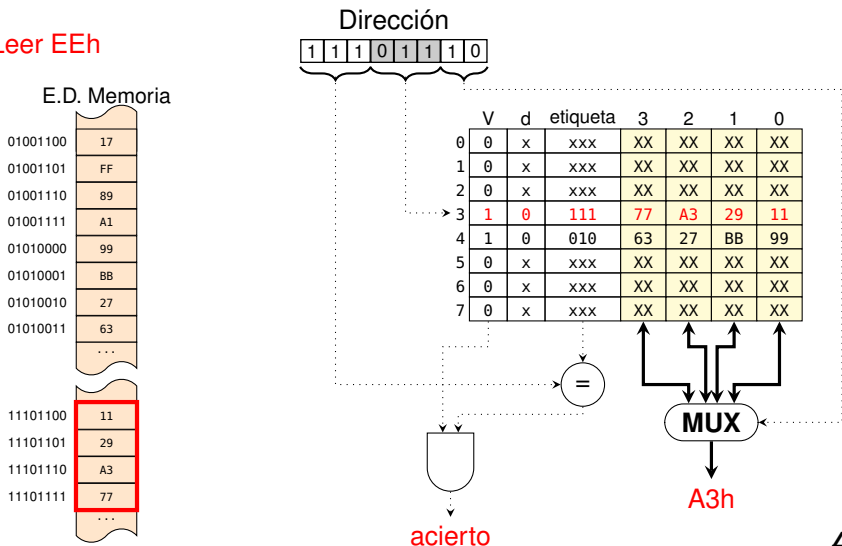 Dirección
eer EEh
1 1 1 0 1 1 1 0
E.D. Memoria
01001100 17
01001101 FF
01001110 89
01001111 A1
01010000 99
01010001 BB
01010010 27
01010011 63
...
11101100 11
11101101 29
11101110 A3
11101111 77
...
V d etiqueta 3 2 1 0
0 0 x xxx XX XX XX XX
1 0 x xxx XX XX XX XX
2 0 x xxx XX XX XX XX
3 1 0 111 77 A3 29 11
4 1 0 010 63 27 BB 99
5 0 x xxx XX XX XX XX
6 0 x xxx XX XX XX XX
7 0 x xxx XX XX XX XX
=
MUX
A3h
acierto